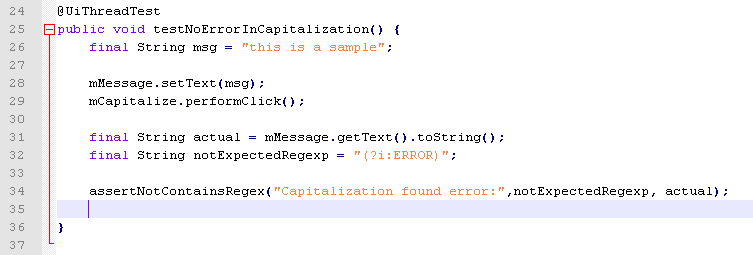 24 @UiThreadTest
25 public void testNoErrorInCapitalization() {
26 final String msg = "this is a sample";
27
28 mMessage.setText(msg);
29 mCapitalize.performClick();
30
31 final String actual = mMessage.getText().toString();
32 final String notExpectedRegexp = "(?i:ERROR)";
33
34 assertNotContainsRegex("Capitalization found error:",notExpectedRegexp, actual);
35
36 }
37